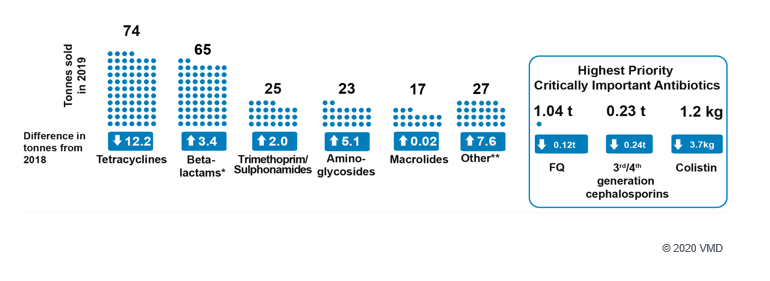 74
65
25
23
17
27
Tonnes sold
in 2019
Difference in
tonnes from
2018
12.2
3.4
2.0
5.1
0.02
7.6
Tetracyclines
Beta-
lactams*
Trimethoprim/
Sulphonamides
Amino-
glycosides
Macrolides
Other**
Highest Priority
Critically Important Antibiotics
1.04 t
0.23 t
1.2 kg
0.12t
0.24t
3.7kg
FQ
3rd/4th
generation
cephalosporins
Colistin
© 2020 VMD